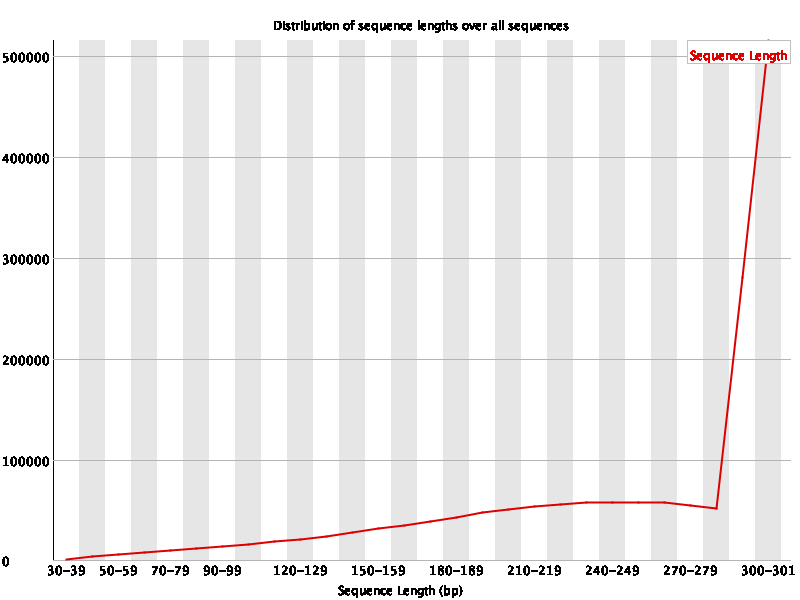 Distribution of sequence lengths over all sequences
Sequence Length
500000
400000
300000
200000
100000
0
30-39 50-59 70-79 90-99 120-129 150-159 180-189 210-219 240-249 270-279 300-301
Sequence Length (bp)